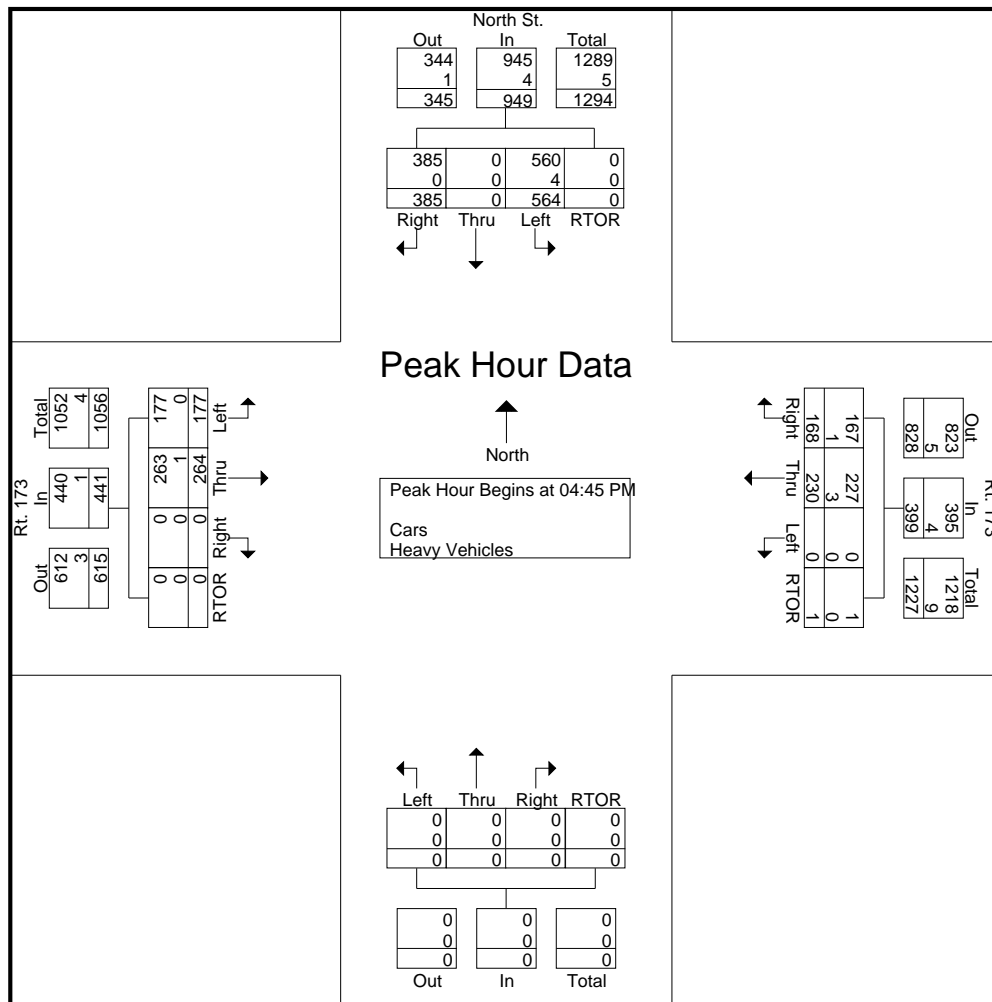 North St.
Out In Total
344 945 1289
1 4 5
345 949 1294
385 0 560 0
0 0 4 0
385 0 564 0
Right Thru Left RTOR
Peak Hour Data
North
Peak Hour Begins at 04:45 PM
Cars
Heavy Vehicles
Rt. 173
Total In Out
1052 440 612
4 1 3
1056 441 615
177 263 0 0
0 1 0 0
177 264 0 0
Left Thru Right RTOR
Rt. 173
Out In Total
823 395 1218
5 4 9
828 399 1227
167 227 0 1
1 3 0 0
168 230 0 1
Right Thru Left RTOR
Left Thru Right RTOR
0 0 0 0
0 0 0 0
0 0 0 0
0 0 0
0 0 0
0 0 0
Out In Total